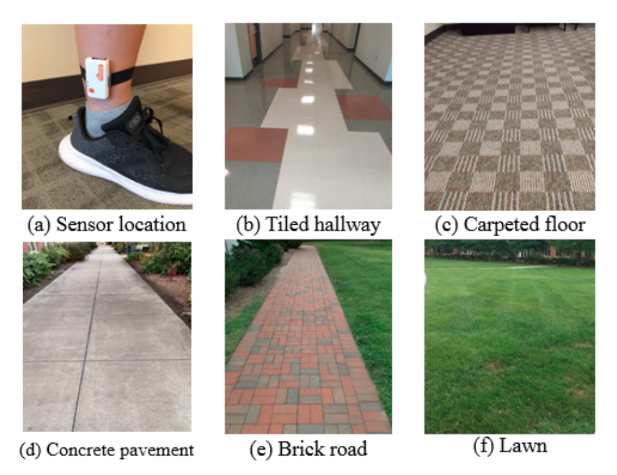 (a) Sensor location
(b) Tiled hallway
(c) Carpeted floor
(d) Concrete pavement
(e) Brick road
(f) Lawn